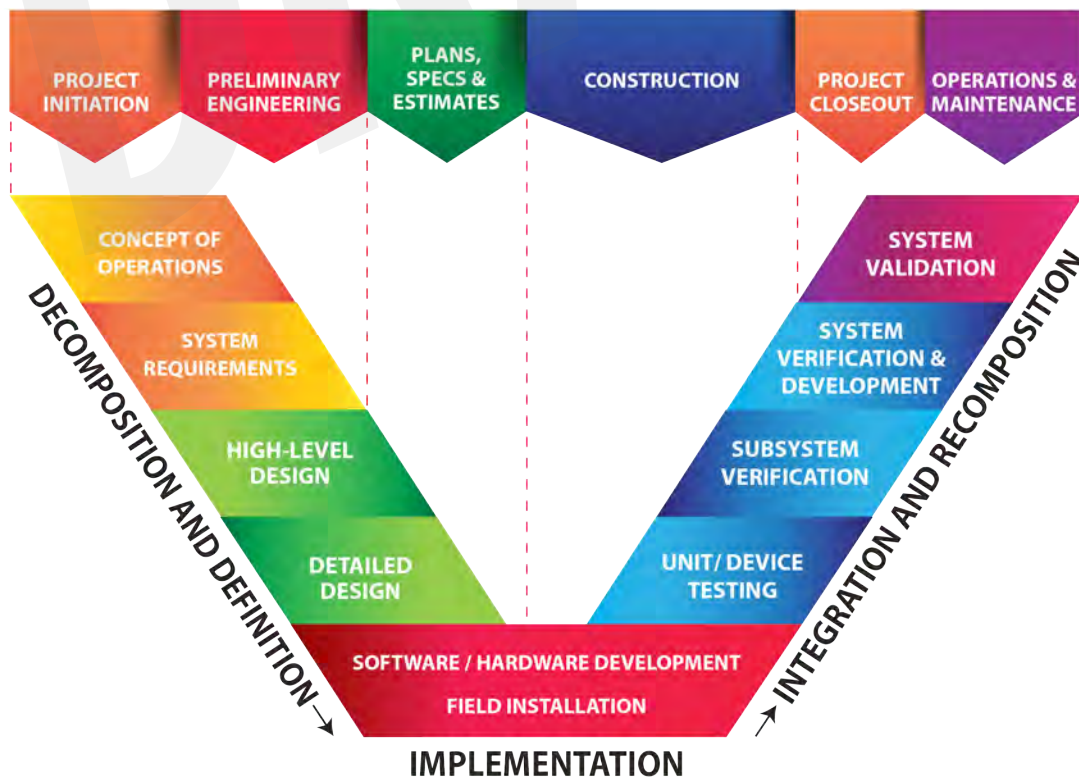 PROJECT
INITIATION
PRELIMINARY
ENGINEERING
PLANS,
SPECS &
ESTIMATES
CONSTRUCTION
PROJECT
CLOSEOUT
OPERATIONS &
MAINTENANCE
CONCEPT OF
OPERATIONS
SYSTEM
REQUIREMENTS
HIGH-LEVEL
DESIGN
DETAILED
DESIGN
DECOMPOSITION AND DEFINITION →
SOFTWARE / HARDWARE DEVELOPMENT
FIELD INSTALLATION
IMPLEMENTATION
SYSTEM
VALIDATION
SYSTEM
VERIFICATION &
DEVELOPMENT
SUBSYSTEM
VERIFICATION
UNIT/ DEVICE
TESTING
→ INTEGRATION AND RECOMPOSITION